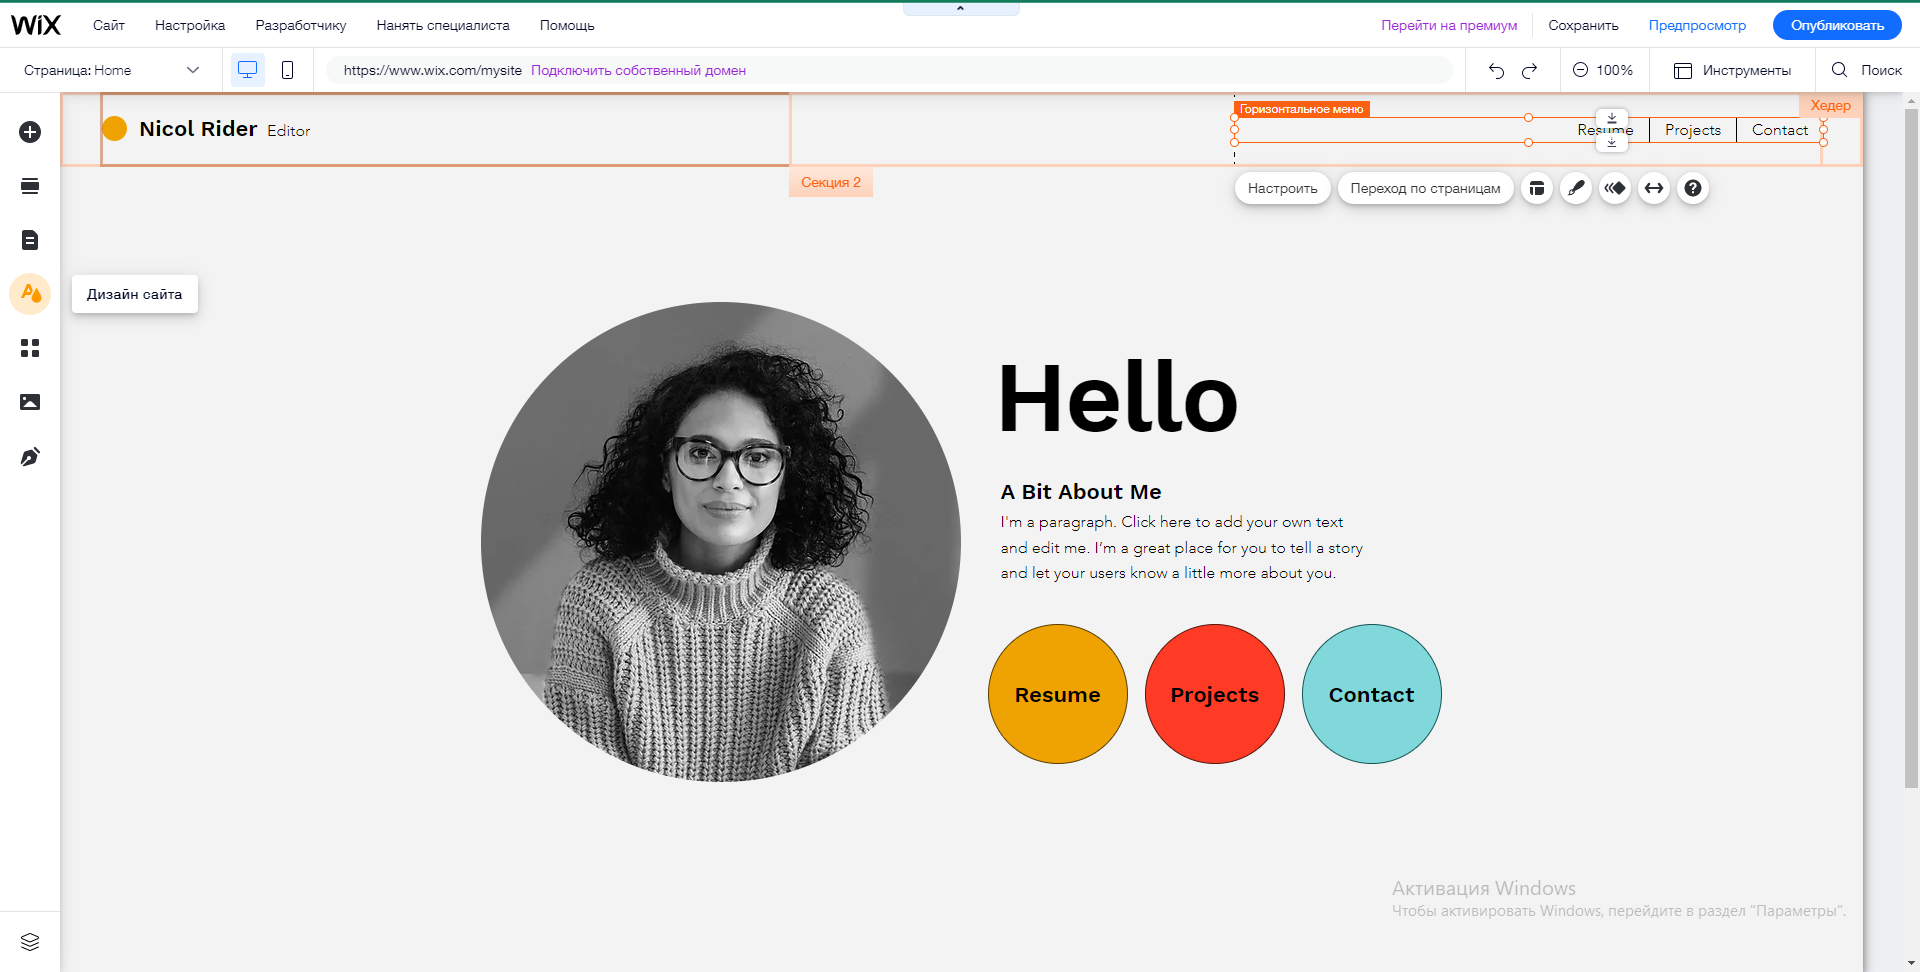 WiX Сайт Настройка Разработчику Нанять специалиста Помощь Перейти на премиум Сохранить Предпросмотр Опубликовать
Страница: Home https://www.wix.com/mysite Подключить собственный домен 100% Инструменты Поиск
Горизонтальное меню Хедер
Nicol Rider Editor Resume Projects Contact
Секция 2 Настроить Переход по страницам
Дизайн сайта
Hello
A Bit About Me
I'm a paragraph. Click here to add your own text
and edit me. I’m a great place for you to tell a story
and let your users know a little more about you.
Resume Projects Contact
Активация Windows
Чтобы активировать Windows, перейдите в раздел "Параметры".